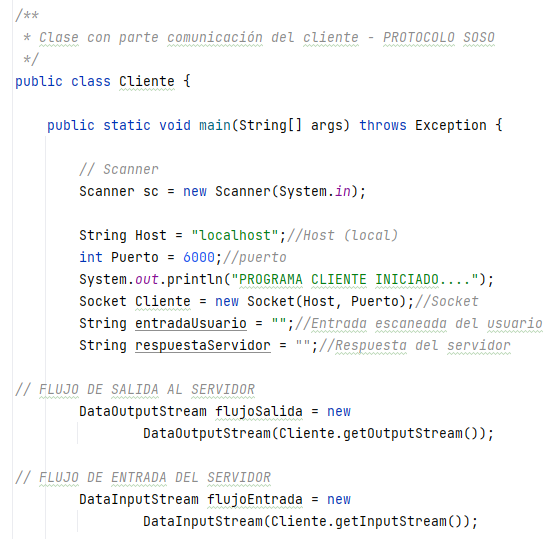 /**
 * Clase con parte comunicación del cliente - PROTOCOLO SOSO
 */
public class Cliente {
    public static void main(String[] args) throws Exception {
        // Scanner
        Scanner sc = new Scanner(System.in);
        String Host = "localhost";//Host (local)
        int Puerto = 6000;//puerto
        System.out.println("PROGRAMA CLIENTE INICIADO....");
        Socket Cliente = new Socket(Host, Puerto);//Socket
        String entradaUsuario = "";//Entrada escaneada del usuario
        String respuestaServidor = "";//Respuesta del servidor
// FLUJO DE SALIDA AL SERVIDOR
        DataOutputStream flujoSalida = new
                DataOutputStream(Cliente.getOutputStream());
// FLUJO DE ENTRADA DEL SERVIDOR
        DataInputStream flujoEntrada = new
                DataInputStream(Cliente.getInputStream());